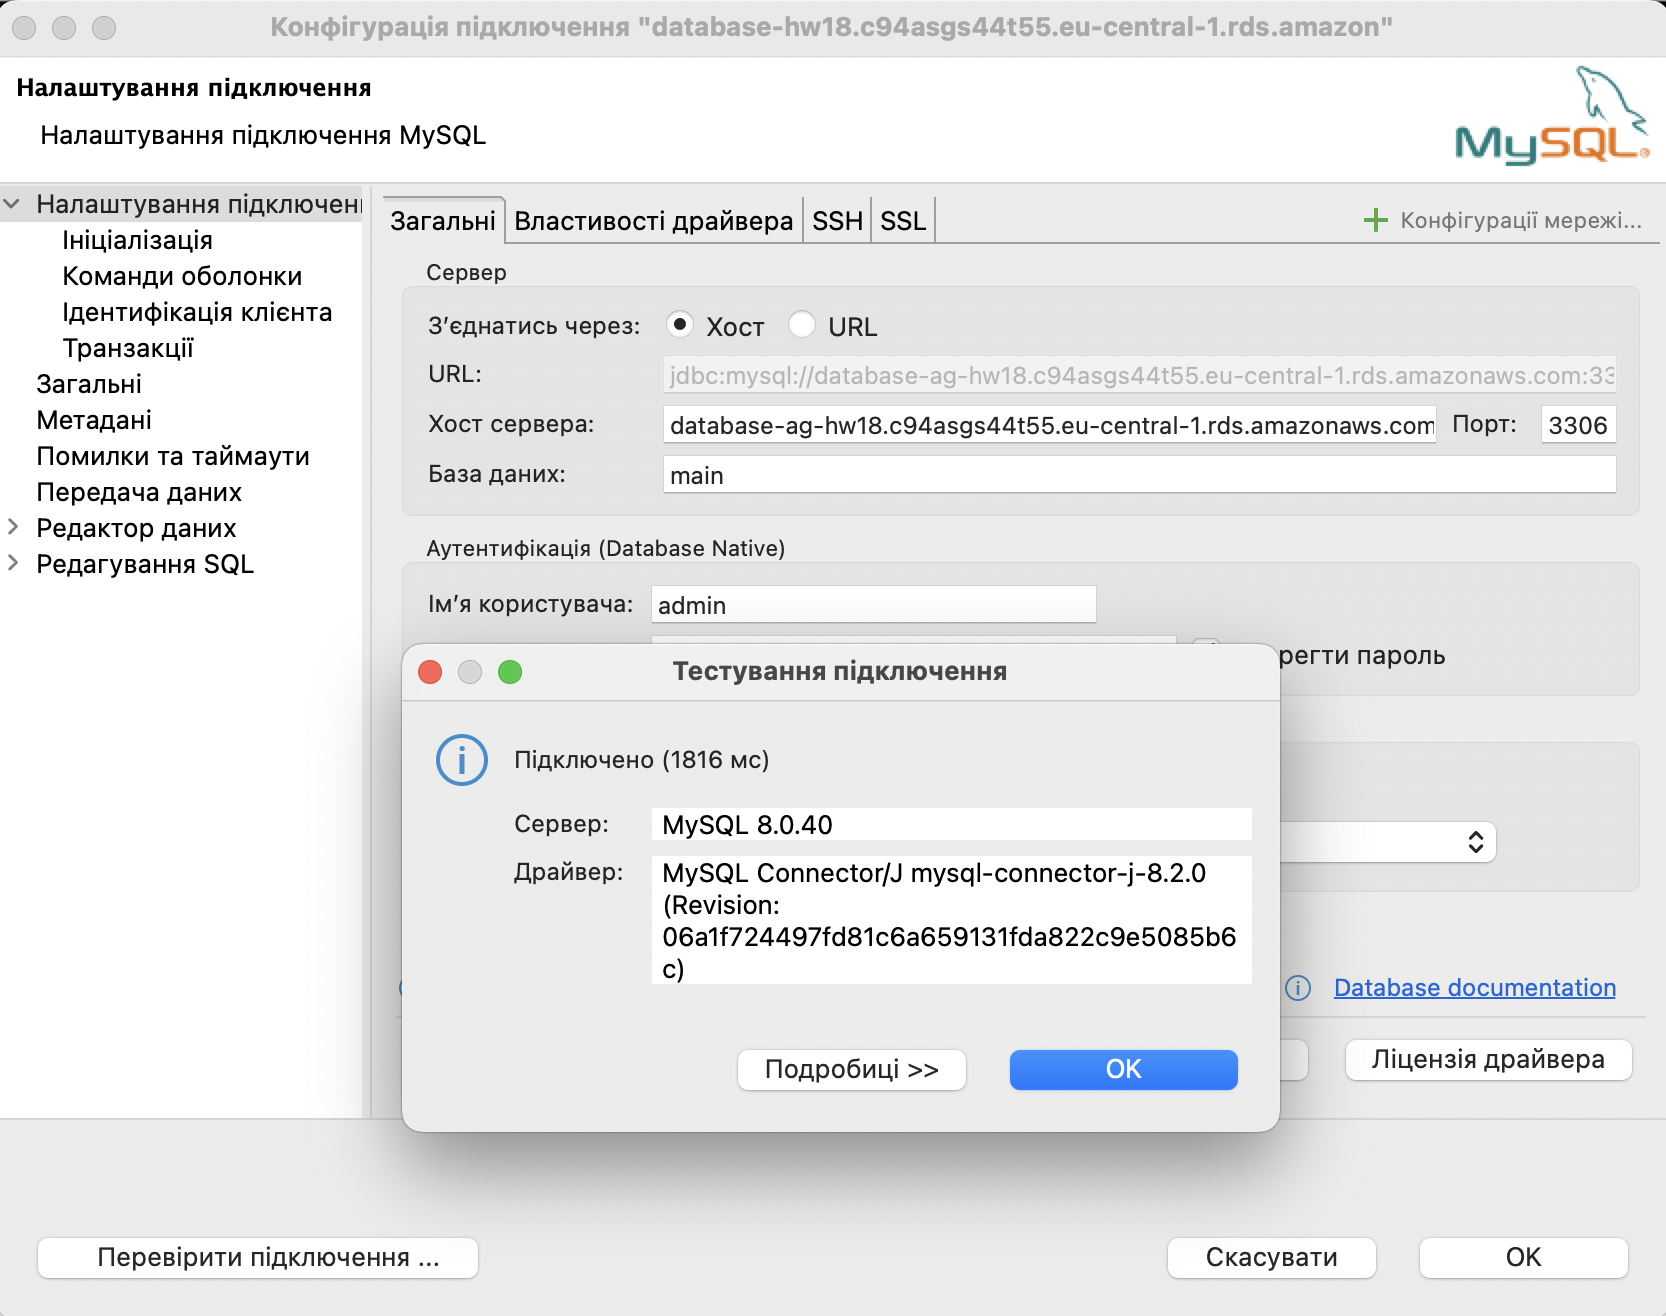 Конфігурація підключення "database-hw18.c94asgs44t55.eu-central-1.rds.amazon"
Налаштування підключення
Налаштування підключення MySQL
MySQL®
Налаштування підключен
Ініціалізація
Команди оболонки
Ідентифікація клієнта
Транзакції
Загальні
Метадані
Помилки та таймаути
Передача даних
Редактор даних
Редагування SQL
Загальні Властивості драйвера SSH SSL Конфігурації мережі...
Сервер
З’єднатись через: Хост URL
URL: jdbc:mysql://database-ag-hw18.c94asgs44t55.eu-central-1.rds.amazonaws.com:33
Хост сервера: database-ag-hw18.c94asgs44t55.eu-central-1.rds.amazonaws.com Порт: 3306
База даних: main
Аутентифікація (Database Native)
Ім’я користувача: admin
регти пароль
Тестування підключення
Підключено (1816 мс)
Сервер: MySQL 8.0.40
Драйвер: MySQL Connector/J mysql-connector-j-8.2.0
(Revision:
06a1f724497fd81c6a659131fda822c9e5085b6
c)
Database documentation
Подробиці >> OK
Ліцензія драйвера
Перевірити підключення ... Скасувати OK